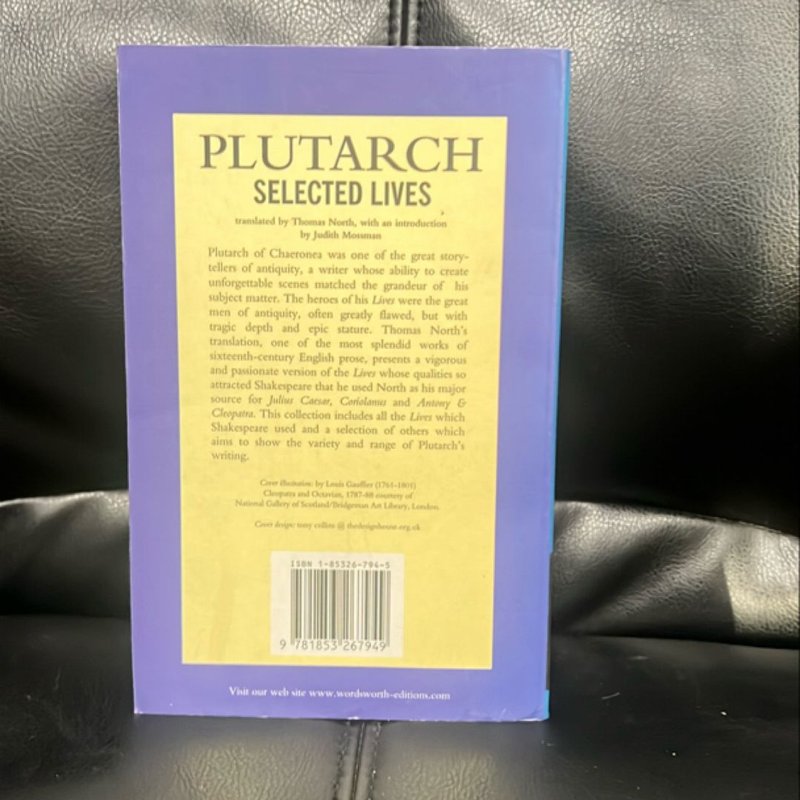 PLUTARCH
SELECTED LIVES
translated by Thomas North, with an introduction
by Judith Mossman
Plutarch of Chaeronea was one of the great story-
tellers of antiquity, a writer whose ability to create
unforgettable scenes matched the grandeur of his
subject matter. The heroes of his Lives were the great
men of antiquity, often greatly flawed, but with
tragic depth and epic stature. Thomas North's
translation, one of the most splendid works of
sixteenth-century English prose, presents a vigorous
and passionate version of the Lives whose qualities so
attracted Shakespeare that he used North as his major
source for Julius Caesar, Coriolanus and Antony &
Cleopatra. This collection includes all the Lives which
Shakespeare used and a selection of others which
aims to show the variety and range of Plutarch's
writing.
Cover illustration: by Louis Gauffier (1761-1801)
Cleopatra and Octavian, 1787-88 courtesy of
National Gallery of Scotland/Bridgeman Art Library, London.
Cover design: tony collins @ thedesignhouse.org.uk
ISBN 1-85326-794-5
9 781853 267949
Visit our web site www.wordsworth-editions.com